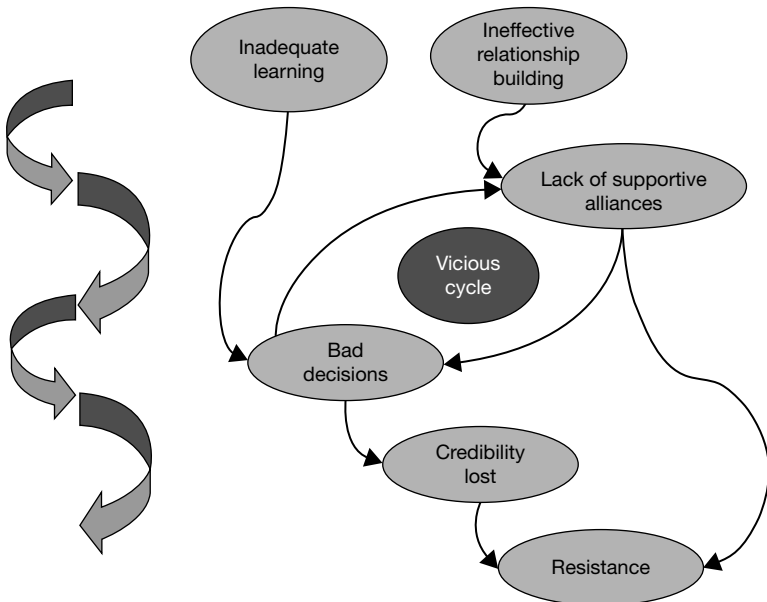 Inadequate
learning
Ineffective
relationship
building
Lack of supportive
alliances
Vicious
cycle
Bad
decisions
Credibility
lost
Resistance